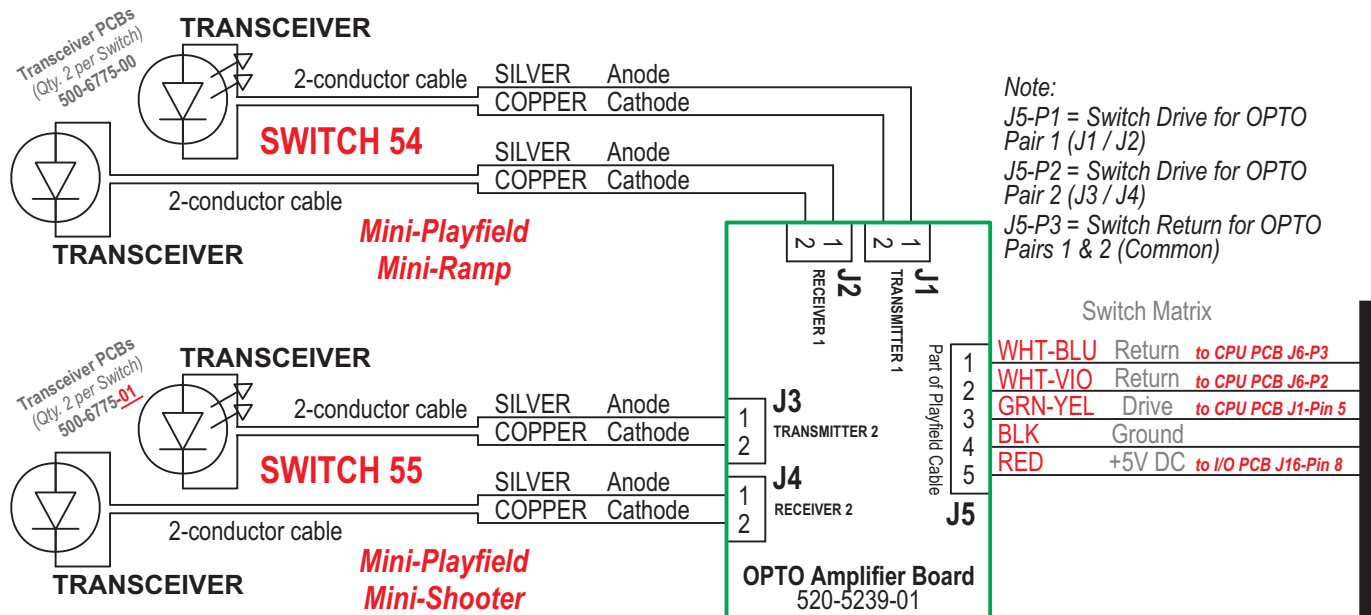 Transceiver PCBs
(Qty. 2 per Switch)
500-6775-00
TRANSCEIVER
2-conductor cable
SILVER Anode
COPPER Cathode
SWITCH 54
SILVER Anode
COPPER Cathode
2-conductor cable
TRANSCEIVER
Mini-Playfield
Mini-Ramp
Note:
J5-P1 = Switch Drive for OPTO
Pair 1 (J1 / J2)
J5-P2 = Switch Drive for OPTO
Pair 2 (J3 / J4)
J5-P3 = Switch Return for OPTO
Pairs 1 & 2 (Common)
2 1
J2
RECEIVER 1
2 1
J1
TRANSMITTER 1
Switch Matrix
Part of Playfield Cable
1 WHT-BLU Return to CPU PCB J6-P3
2 WHT-VIO Return to CPU PCB J6-P2
3 GRN-YEL Drive to CPU PCB J1-Pin 5
4 BLK Ground
5 RED +5V DC to I/O PCB J16-Pin 8
J5
Transceiver PCBs
(Qty. 2 per Switch)
500-6775-01
TRANSCEIVER
2-conductor cable
SILVER Anode
COPPER Cathode
1
2
J3
TRANSMITTER 2
SWITCH 55
SILVER Anode
COPPER Cathode
1
2
J4
RECEIVER 2
2-conductor cable
TRANSCEIVER
Mini-Playfield
Mini-Shooter
OPTO Amplifier Board
520-5239-01